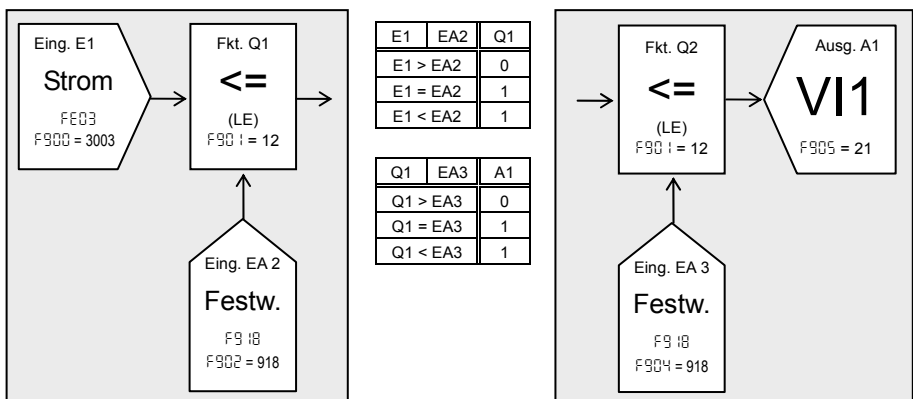 Eing. E1
Strom
FE03
F900 = 3003
Fkt. Q1
<=
(LE)
F901 = 12
Eing. EA 2
Festw.
F918
F902 = 918
E1 EA2 Q1
E1 > EA2 0
E1 = EA2 1
E1 < EA2 1
Q1 EA3 A1
Q1 > EA3 0
Q1 = EA3 1
Q1 < EA3 1
Fkt. Q2
<=
(LE)
F901 = 12
Ausg. A1
VI1
F905 = 21
Eing. EA 3
Festw.
F918
F904 = 918